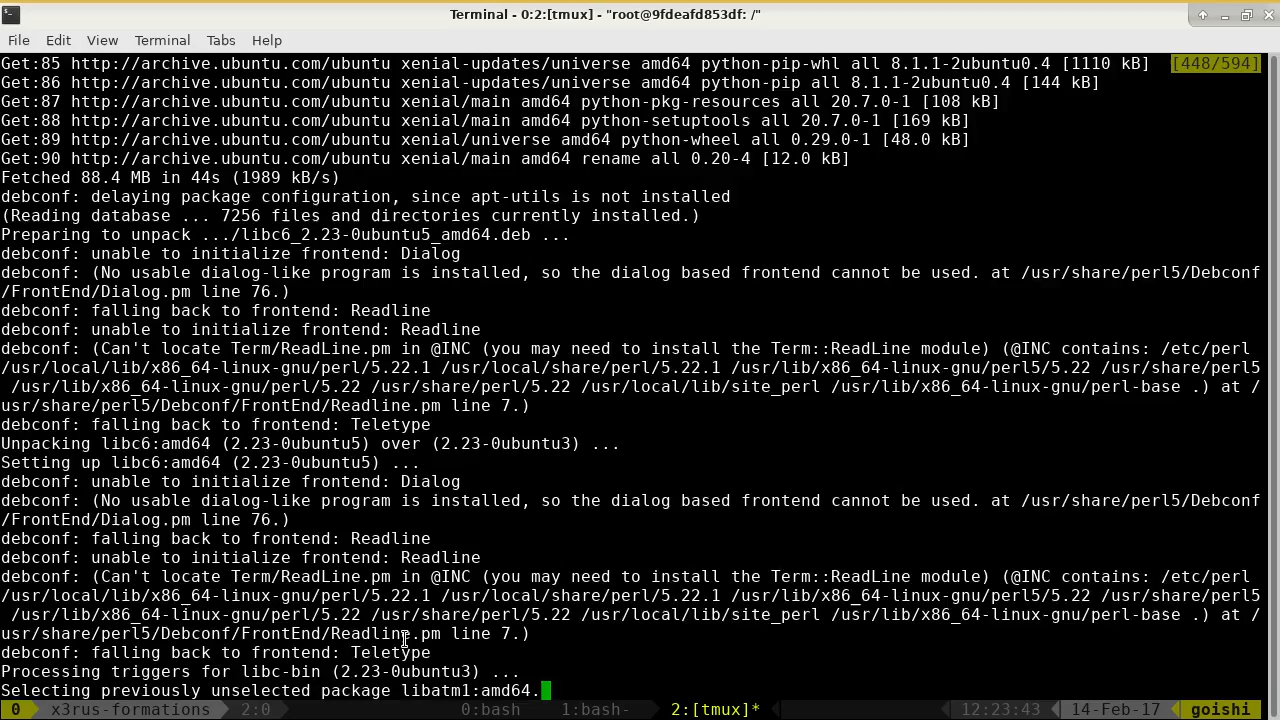 Terminal - 0:2:[tmux] - "root@9fdeafd853df: /"
File Edit View Terminal Tabs Help
Get:85 http://archive.ubuntu.com/ubuntu xenial-updates/universe amd64 python-pip-whl all 8.1.1-2ubuntu0.4 [1110 kB] [448/594]
Get:86 http://archive.ubuntu.com/ubuntu xenial-updates/universe amd64 python-pip all 8.1.1-2ubuntu0.4 [144 kB]
Get:87 http://archive.ubuntu.com/ubuntu xenial/main amd64 python-pkg-resources all 20.7.0-1 [108 kB]
Get:88 http://archive.ubuntu.com/ubuntu xenial/main amd64 python-setuptools all 20.7.0-1 [169 kB]
Get:89 http://archive.ubuntu.com/ubuntu xenial/universe amd64 python-wheel all 0.29.0-1 [48.0 kB]
Get:90 http://archive.ubuntu.com/ubuntu xenial/main amd64 rename all 0.20-4 [12.0 kB]
Fetched 88.4 MB in 44s (1989 kB/s)
debconf: delaying package configuration, since apt-utils is not installed
(Reading database ... 7256 files and directories currently installed.)
Preparing to unpack .../libc6_2.23-0ubuntu5_amd64.deb ...
debconf: unable to initialize frontend: Dialog
debconf: (No usable dialog-like program is installed, so the dialog based frontend cannot be used. at /usr/share/perl5/Debconf
/FrontEnd/Dialog.pm line 76.)
debconf: falling back to frontend: Readline
debconf: unable to initialize frontend: Readline
debconf: (Can't locate Term/ReadLine.pm in @INC (you may need to install the Term::ReadLine module) (@INC contains: /etc/perl
/usr/local/lib/x86_64-linux-gnu/perl/5.22.1 /usr/local/share/perl/5.22.1 /usr/lib/x86_64-linux-gnu/perl5/5.22 /usr/share/perl5
/usr/lib/x86_64-linux-gnu/perl/5.22 /usr/share/perl/5.22 /usr/local/lib/site_perl /usr/lib/x86_64-linux-gnu/perl-base .) at /
usr/share/perl5/Debconf/FrontEnd/Readline.pm line 7.)
debconf: falling back to frontend: Teletype
Unpacking libc6:amd64 (2.23-0ubuntu5) over (2.23-0ubuntu3) ...
Setting up libc6:amd64 (2.23-0ubuntu5) ...
debconf: unable to initialize frontend: Dialog
debconf: (No usable dialog-like program is installed, so the dialog based frontend cannot be used. at /usr/share/perl5/Debconf
/FrontEnd/Dialog.pm line 76.)
debconf: falling back to frontend: Readline
debconf: unable to initialize frontend: Readline
debconf: (Can't locate Term/ReadLine.pm in @INC (you may need to install the Term::ReadLine module) (@INC contains: /etc/perl
/usr/local/lib/x86_64-linux-gnu/perl/5.22.1 /usr/local/share/perl/5.22.1 /usr/lib/x86_64-linux-gnu/perl5/5.22 /usr/share/perl5
/usr/lib/x86_64-linux-gnu/perl/5.22 /usr/share/perl/5.22 /usr/local/lib/site_perl /usr/lib/x86_64-linux-gnu/perl-base .) at /
usr/share/perl5/Debconf/FrontEnd/Readline.pm line 7.)
debconf: falling back to frontend: Teletype
Processing triggers for libc-bin (2.23-0ubuntu3) ...
Selecting previously unselected package libatm1:amd64.
0 x3rus-formations 2:0 0:bash 1:bash- 2:[tmux]* 12:23:43 14-Feb-17 goishi